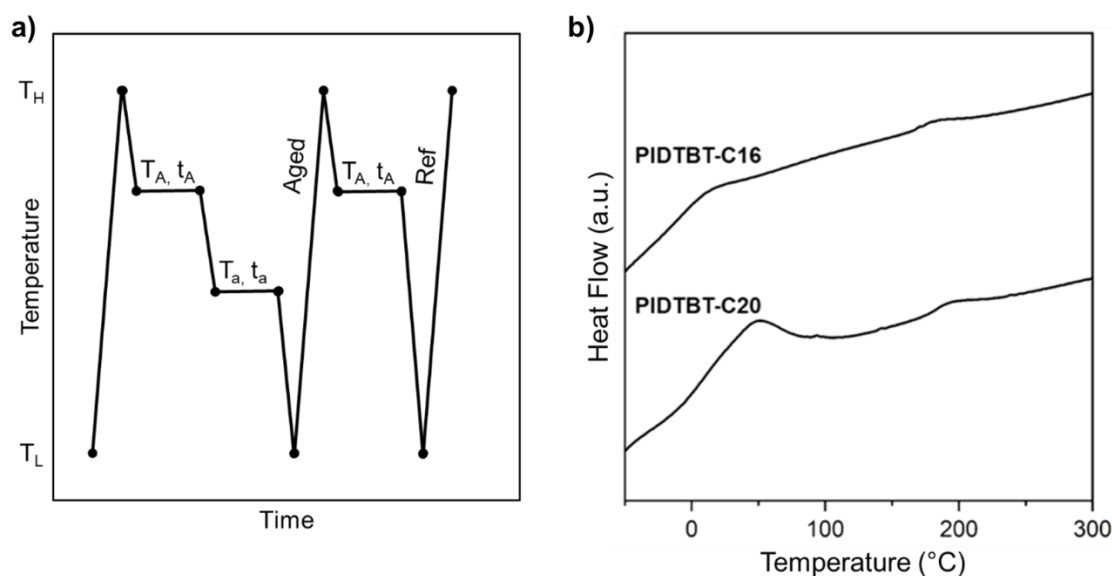 a)
Temperature
T_H
T_L
T_A, t_A
T_a, t_a
Aged
T_A, t_A
Ref
Time
b)
Heat Flow (a.u.)
PIDTBT-C16
PIDTBT-C20
0 100 200 300
Temperature (°C)